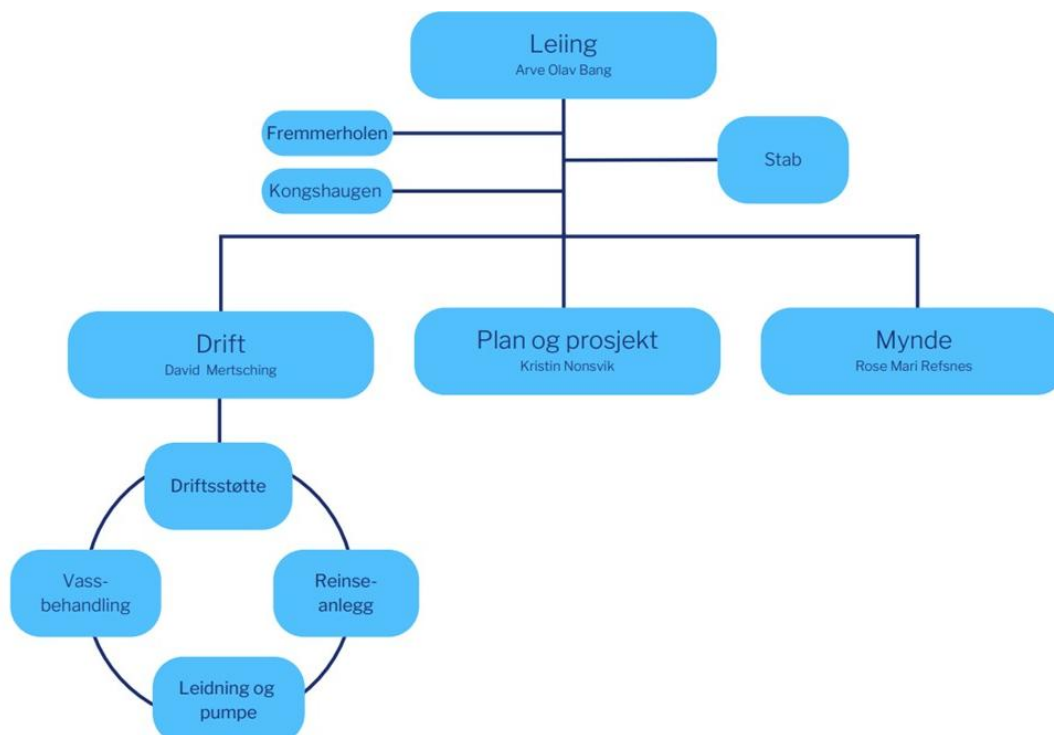 Leiing
Arve Olav Bang
Fremmerholen
Stab
Kongshaugen
Drift
David Mertsching
Plan og prosjekt
Kristin Nonsvik
Mynde
Rose Mari Refsnes
Driftsstøtte
Vass-
behandling
Reinse-
anlegg
Leidning og
pumpe